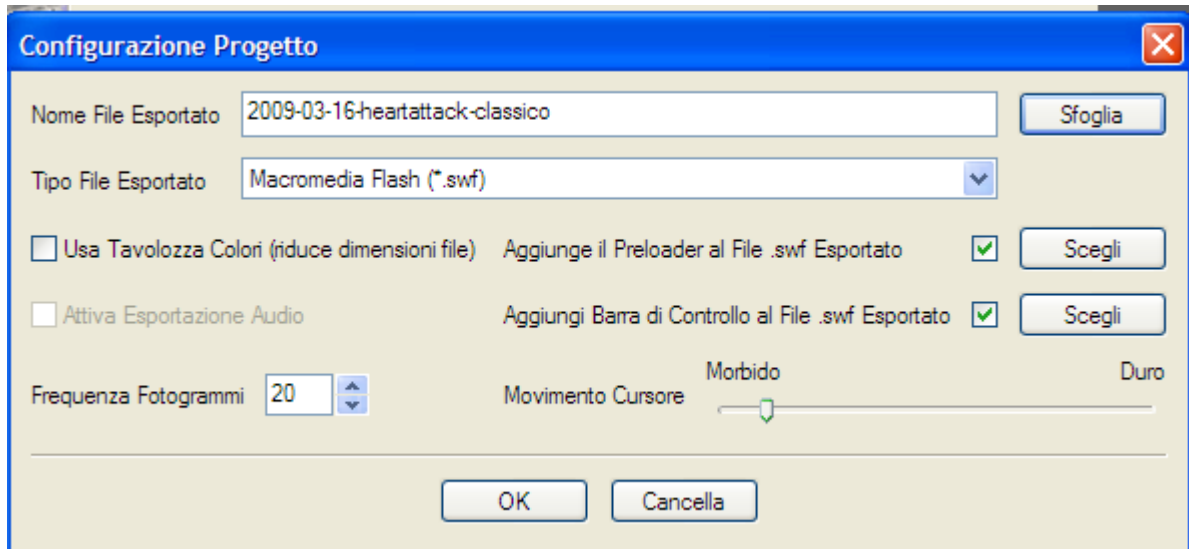 Configurazione Progetto
Nome File Esportato 2009-03-16-heartattack-classico Sfoglia
Tipo File Esportato Macromedia Flash (*.swf)
Usa Tavolozza Colori (riduce dimensioni file) Aggiunge il Preloader al File .swf Esportato Scegli
Attiva Esportazione Audio Aggiungi Barra di Controllo al File .swf Esportato Scegli
Morbido Duro
Frequenza Fotogrammi 20 Movimento Cursore
OK Cancella